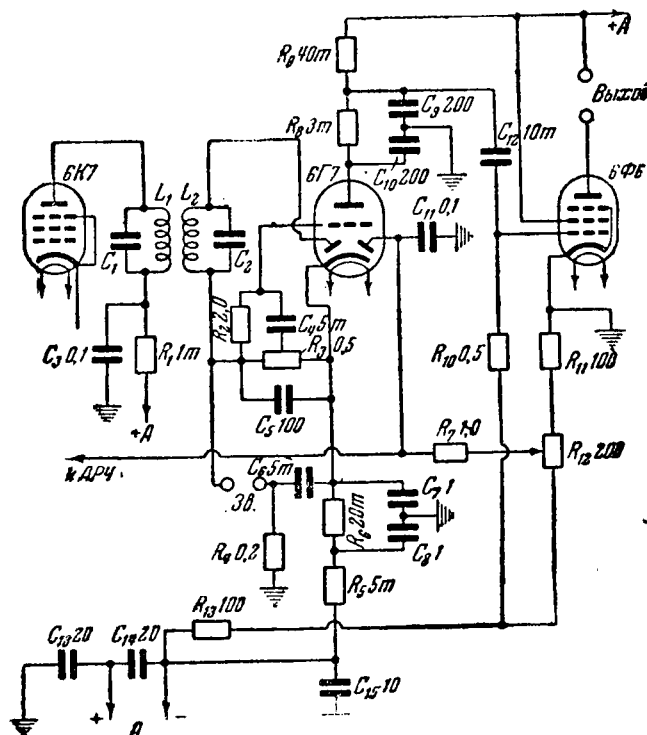 +A
R₉ 40т
Выход
C₉ 200
R₈ 3т
C₁₂ 10т
6К7
L₁ L₂
6Г7
C₁₀ 200
6Ф6
C₁₁ 0,1
C₁
C₂
R₂ 2,0
C₄ 5т
R₃ 0,5
C₃ 0,1
R₁ 1т
R₁₀ 0,5
R₁₁ 100
C₅ 100
+A
R₇ 1,0
R₁₂ 200
к АРЧ
C₆ 5т
Зв.
C₇ 1
R₆ 20т
C₈ 1
R₄ 0,2
R₅ 5т
R₁₃ 100
C₁₃ 20
C₁₄ 20
C₁₅ 10
+ А -